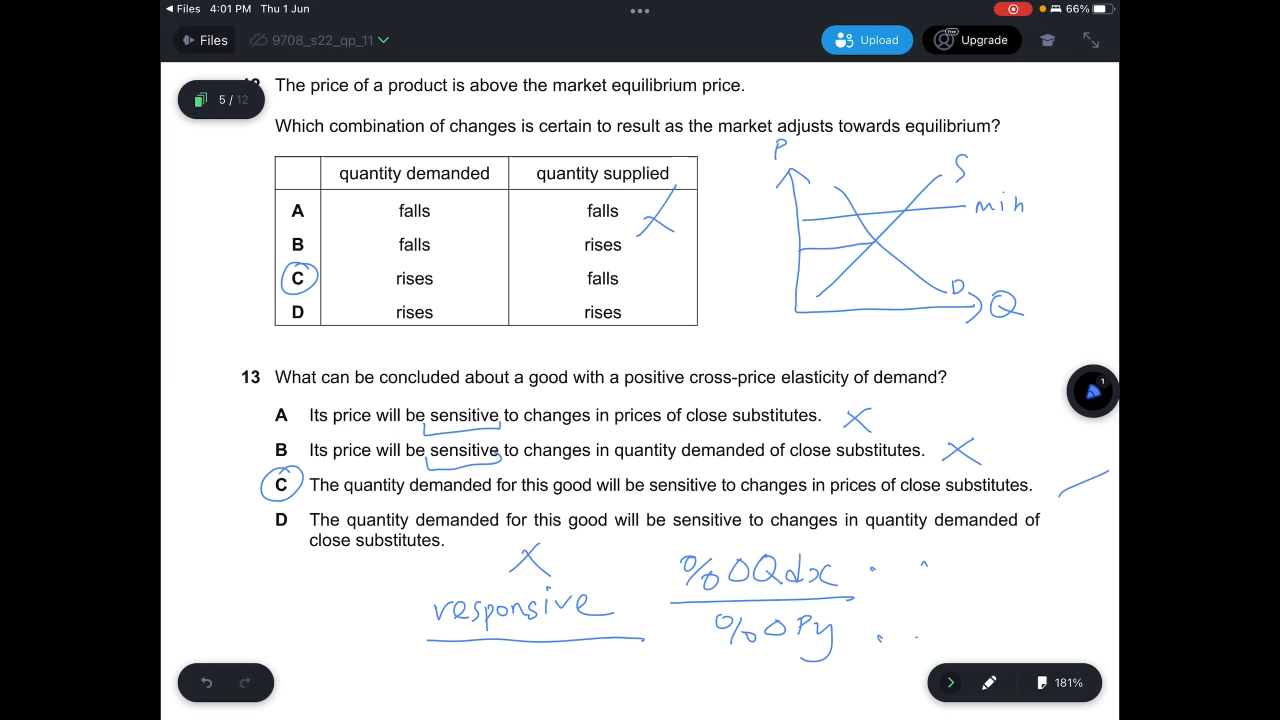 Files 4:01 PM Thu 1 Jun 66%
Files 9708_s22_qp_11 Upload Free Upgrade
5 / 12 The price of a product is above the market equilibrium price.
Which combination of changes is certain to result as the market adjusts towards equilibrium?
quantity demanded quantity supplied
A falls falls
B falls rises
C rises falls
D rises rises
P
S
min
D
Q
13 What can be concluded about a good with a positive cross-price elasticity of demand?
1
A Its price will be sensitive to changes in prices of close substitutes.
B Its price will be sensitive to changes in quantity demanded of close substitutes.
C The quantity demanded for this good will be sensitive to changes in prices of close substitutes.
D The quantity demanded for this good will be sensitive to changes in quantity demanded of
close substitutes.
responsive
%ΔQdx
%ΔPy
181%